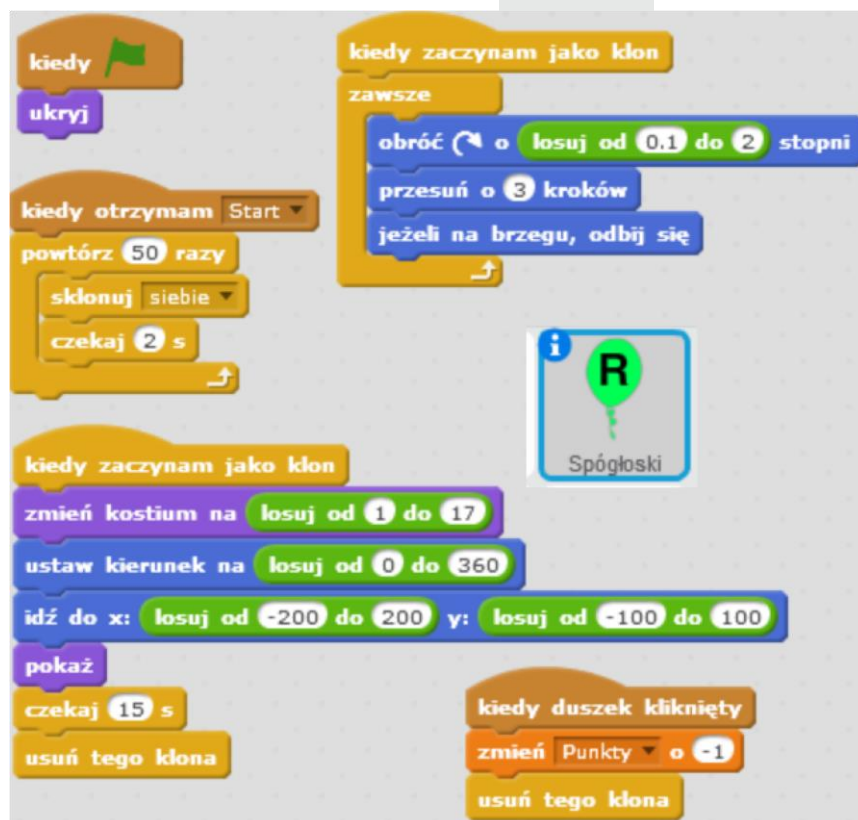 kiedy
ukryj
kiedy otrzymam Start
powtórz 50 razy
sklonuj siebie
czekaj 2 s
kiedy zaczynam jako klon
zawsze
obróć o losuj od 0.1 do 2 stopni
przesuń o 3 kroków
jeżeli na brzegu, odbij się
i
R
Spógłoski
kiedy zaczynam jako klon
zmień kostium na losuj od 1 do 17
ustaw kierunek na losuj od 0 do 360
idź do x: losuj od -200 do 200 y: losuj od -100 do 100
pokaż
czekaj 15 s
usuń tego klona
kiedy duszek kliknięty
zmień Punkty o -1
usuń tego klona